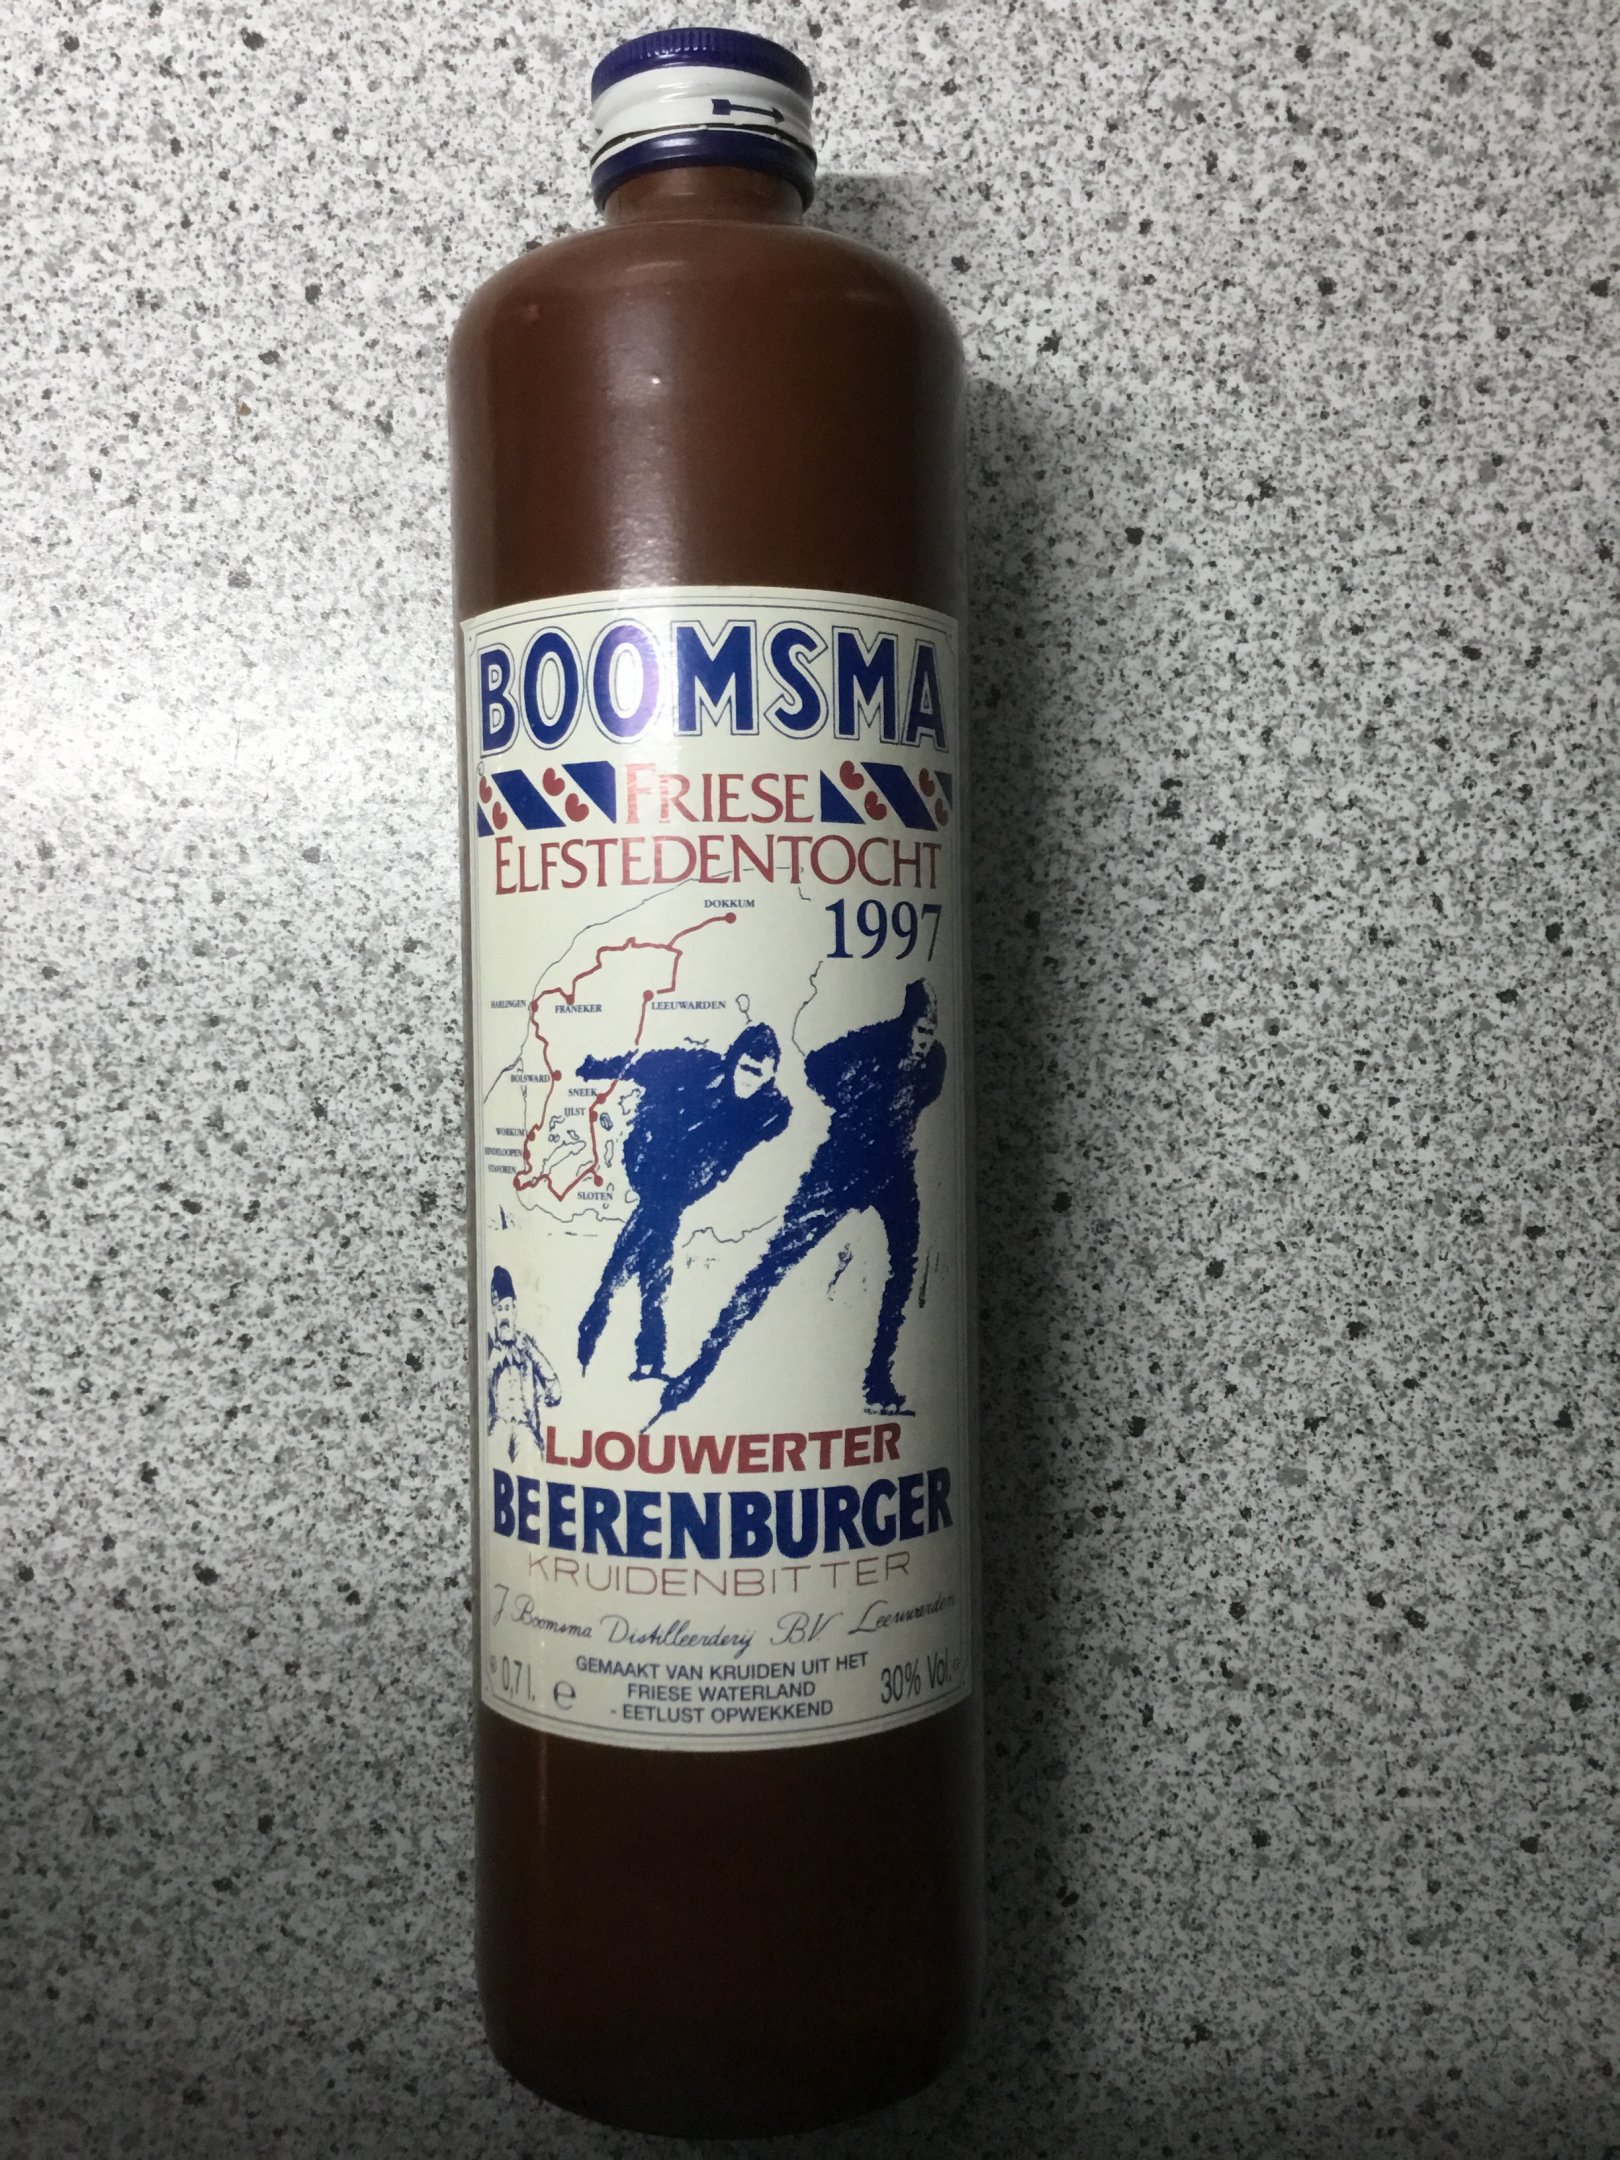 BOOMSMA
FRIESE
ELFSTEDENTOCHT
1997
DOKKUM
HARLINGEN
FRANEKER
LEEUWARDEN
BOLSWARD
SNEEK
IJLST
WORKUM
HINDELOOPEN
STAVOREN
SLOTEN
LJOUWERTER
BEERENBURGER
KRUIDENBITTER
J Boomsma Distilleerderij BV. Leeuwarden
0,7 l. e
GEMAAKT VAN KRUIDEN UIT HET
FRIESE WATERLAND
- EETLUST OPWEKKEND
30% Vol.